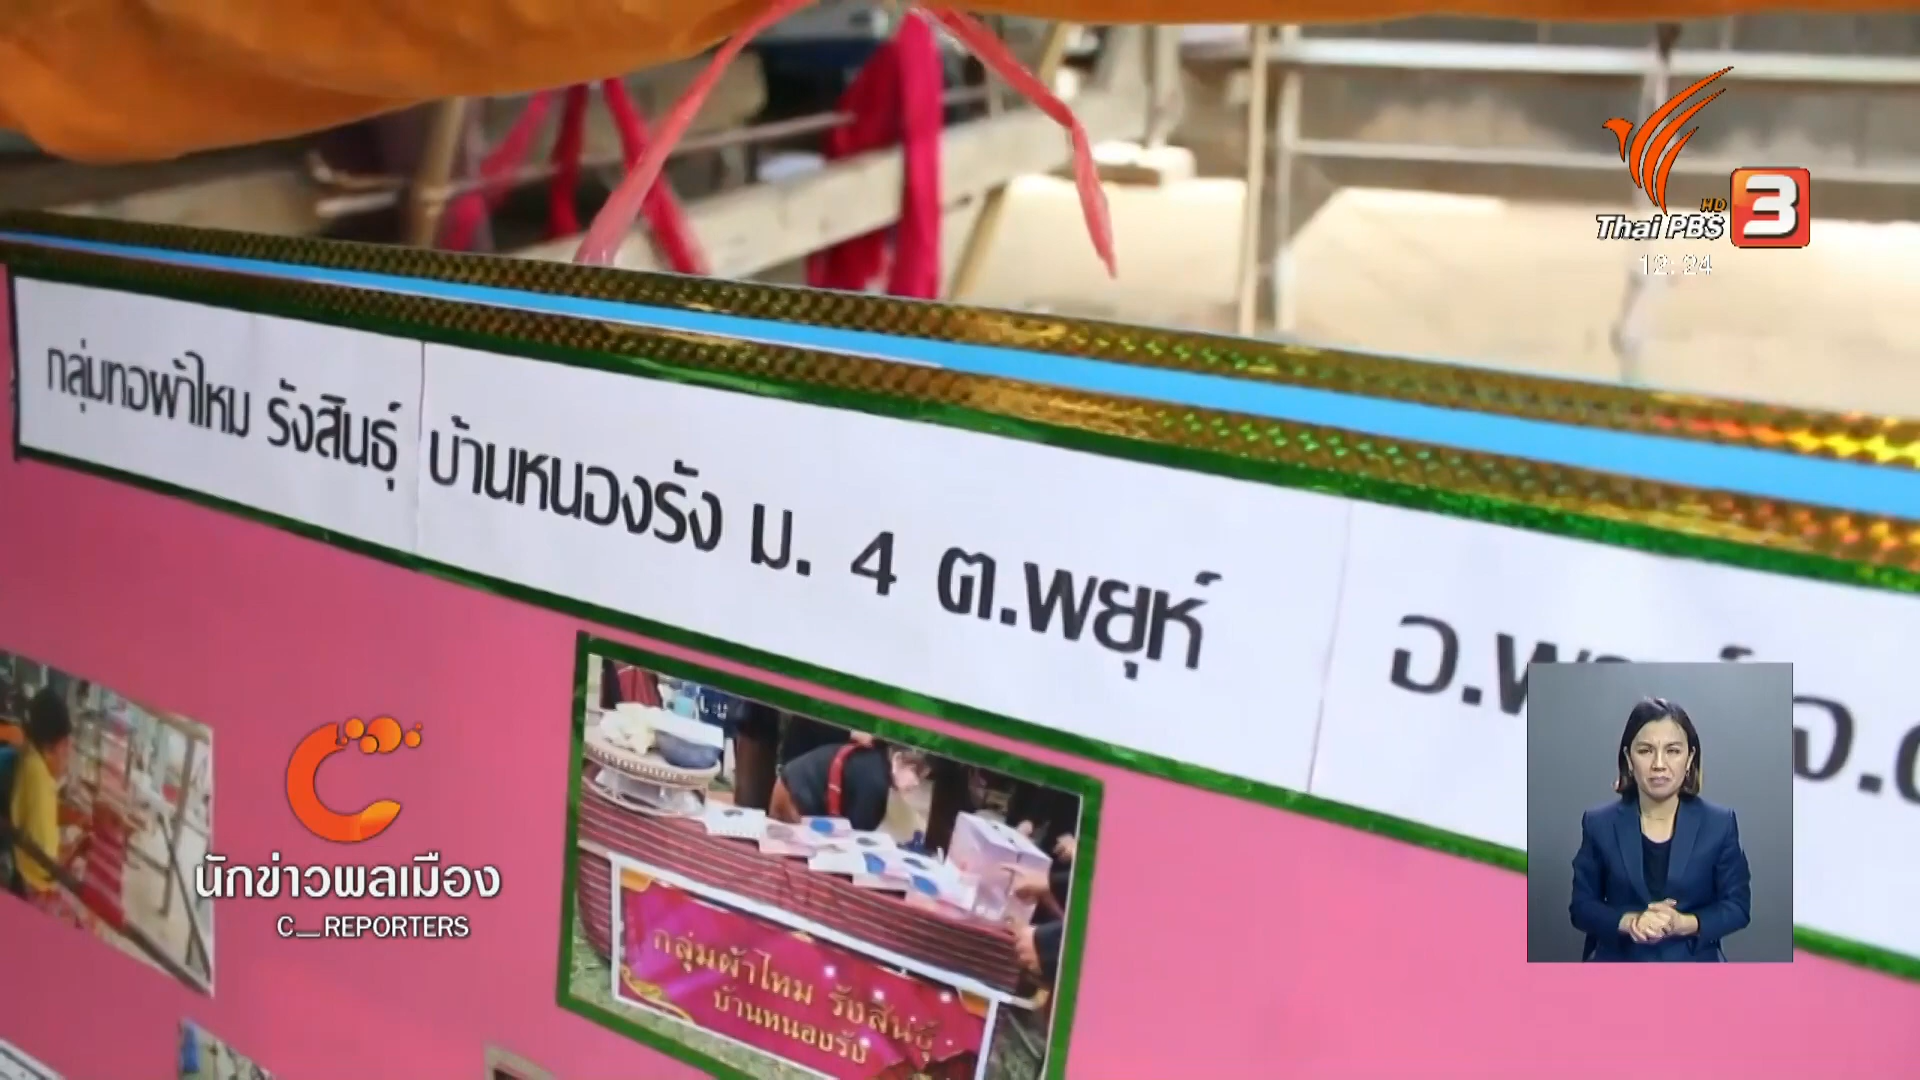 Thai PBS HD 3
12:24
กลุ่มทอผ้าไหม รังสินธุ์ บ้านหนองรัง ม. 4 ต.พยุห์ อ.
นักข่าวพลเมือง
C_REPORTERS
กลุ่มผ้าไหม รังสินธุ์
บ้านหนองรัง